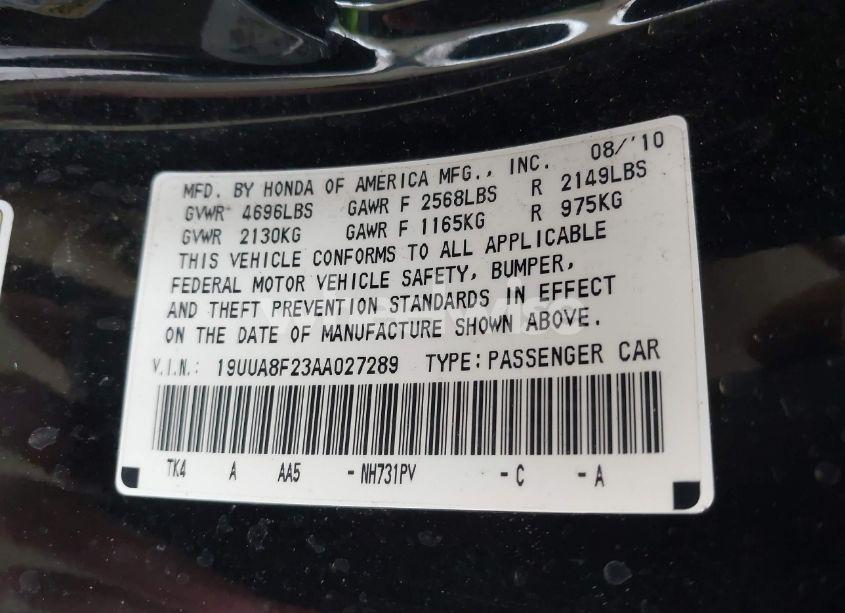 MFD. BY HONDA OF AMERICA MFG., INC. 08/'10
GVWR 4696LBS GAWR F 2568LBS R 2149LBS
GVWR 2130KG GAWR F 1165KG R 975KG
THIS VEHICLE CONFORMS TO ALL APPLICABLE
FEDERAL MOTOR VEHICLE SAFETY, BUMPER,
AND THEFT PREVENTION STANDARDS IN EFFECT
ON THE DATE OF MANUFACTURE SHOWN ABOVE.
V.I.N.: 19UUA8F23AA027289 TYPE: PASSENGER CAR
TK4 A AA5 -NH731PV -C -A